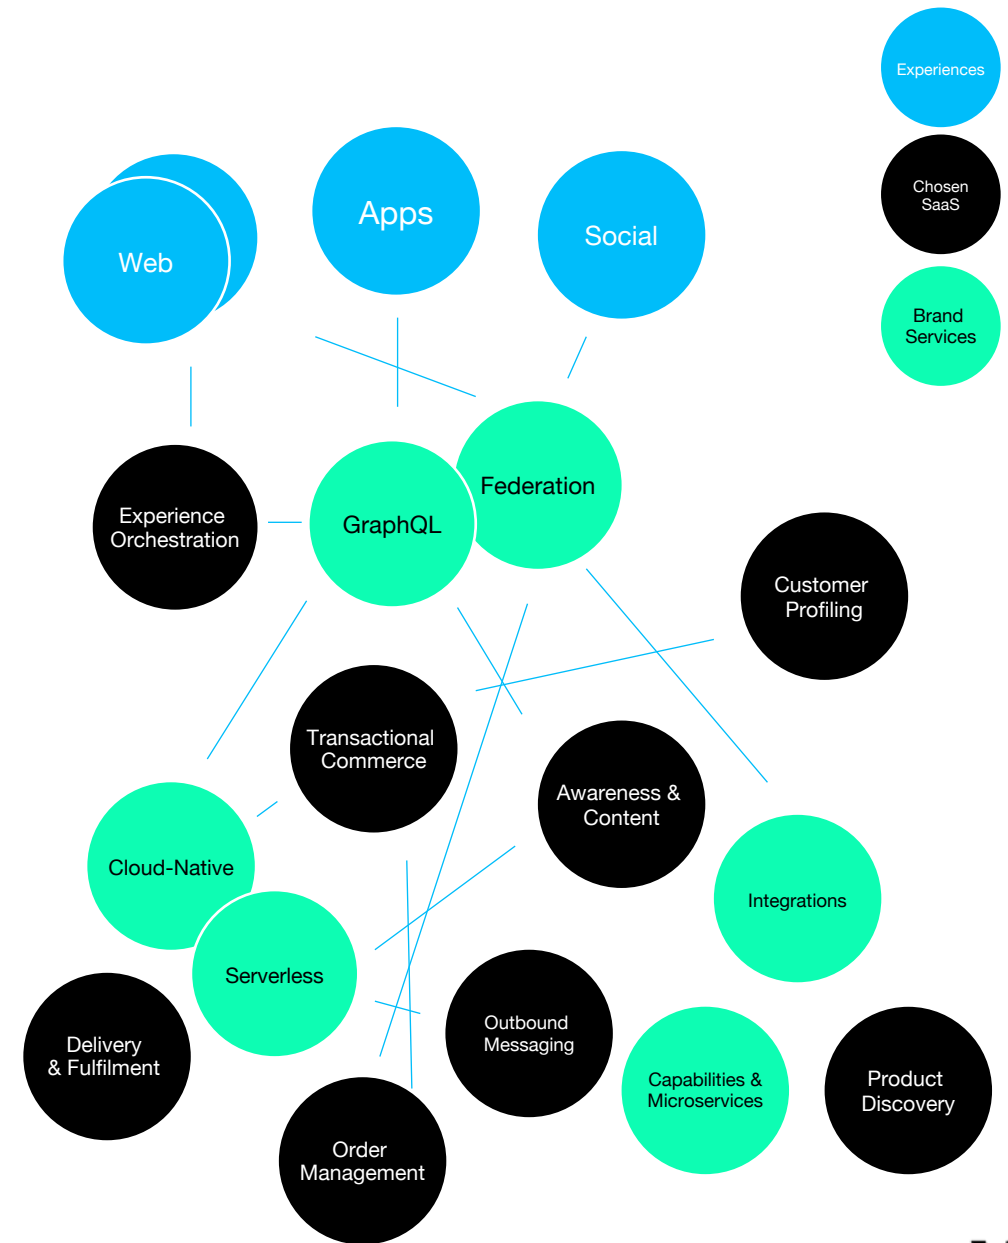 Experiences
Chosen
SaaS
Brand
Services
Web
Apps
Social
Experience
Orchestration
GraphQL
Federation
Customer
Profiling
Transactional
Commerce
Awareness &
Content
Cloud-Native
Serverless
Integrations
Delivery
& Fulfilment
Outbound
Messaging
Capabilities &
Microservices
Product
Discovery
Order
Management